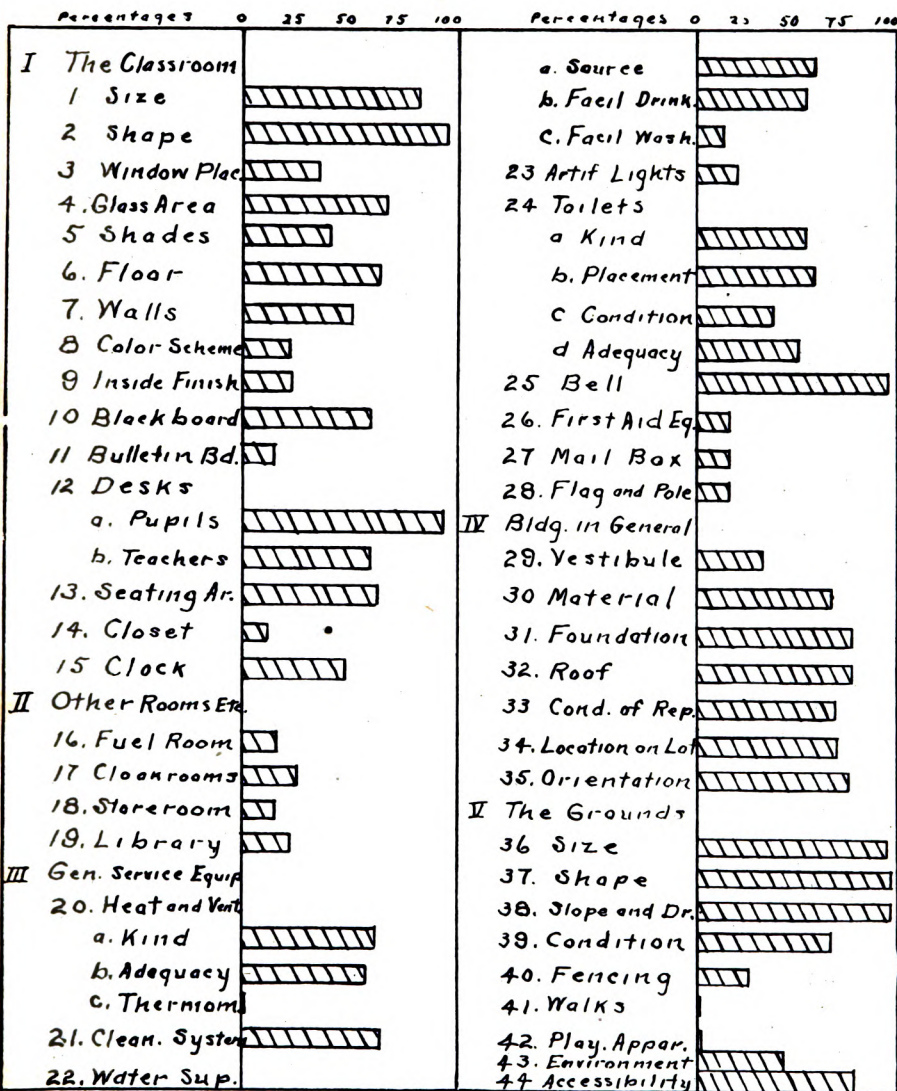 Percentages 0 25 50 75 100
I The Classroom
1 Size
2 Shape
3 Window Plac.
4. Glass Area
5 Shades
6. Floor
7. Walls
8 Color Scheme
9 Inside Finish
10 Blackboard
11 Bulletin Bd.
12 Desks
a. Pupils
b. Teachers
13. Seating Ar.
14. Closet
15 Clock
II Other Rooms Etc.
16. Fuel Room
17 Cloakrooms
18. Storeroom
19. Library
III Gen. Service Equip
20. Heat and Vent.
a. Kind
b. Adequacy
c. Thermom
21. Clean. System
22. Water Sup.
Percentages 0 25 50 75 100
a. Source
b. Facil Drink.
c. Facil Wash.
23 Artif Lights
24 Toilets
a Kind
b. Placement
c Condition
d Adequacy
25 Bell
26. First Aid Eq.
27 Mail Box
28. Flag and Pole
IV Bldg. in General
29. Vestibule
30 Material
31. Foundation
32. Roof
33 Cond. of Rep.
34. Location on Lot
35. Orientation
V The Grounds
36 Size
37. Shape
38. Slope and Dr.
39. Condition
40. Fencing
41. Walks
42. Play. Appar.
43. Environment
44 Accessibility